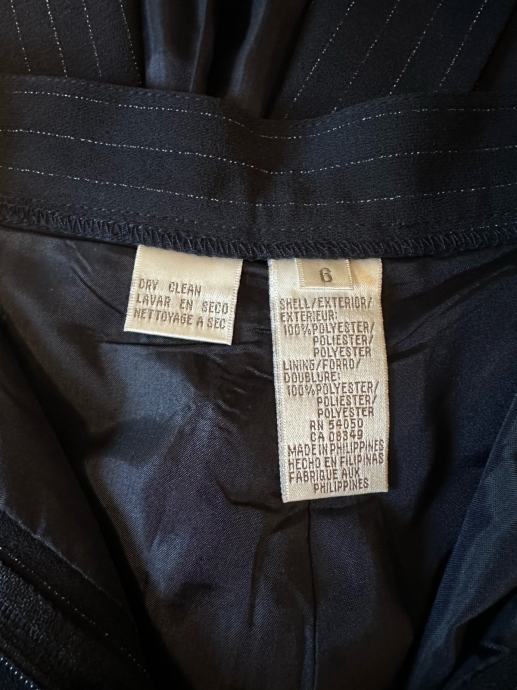 DRY CLEAN
LAVAR EN SECO
NETTOYAGE A SEC
6
SHELL/EXTERIOR/
EXTERIEUR:
100%POLYESTER/
POLIESTER/
POLYESTER
LINING/FORRO/
DOUBLURE:
100%POLYESTER/
POLIESTER/
POLYESTER
RN 54050
CA 08349
MADE IN PHILIPPINES
HECHO EN FILIPINAS
FABRIQUE AUX
PHILIPPINES